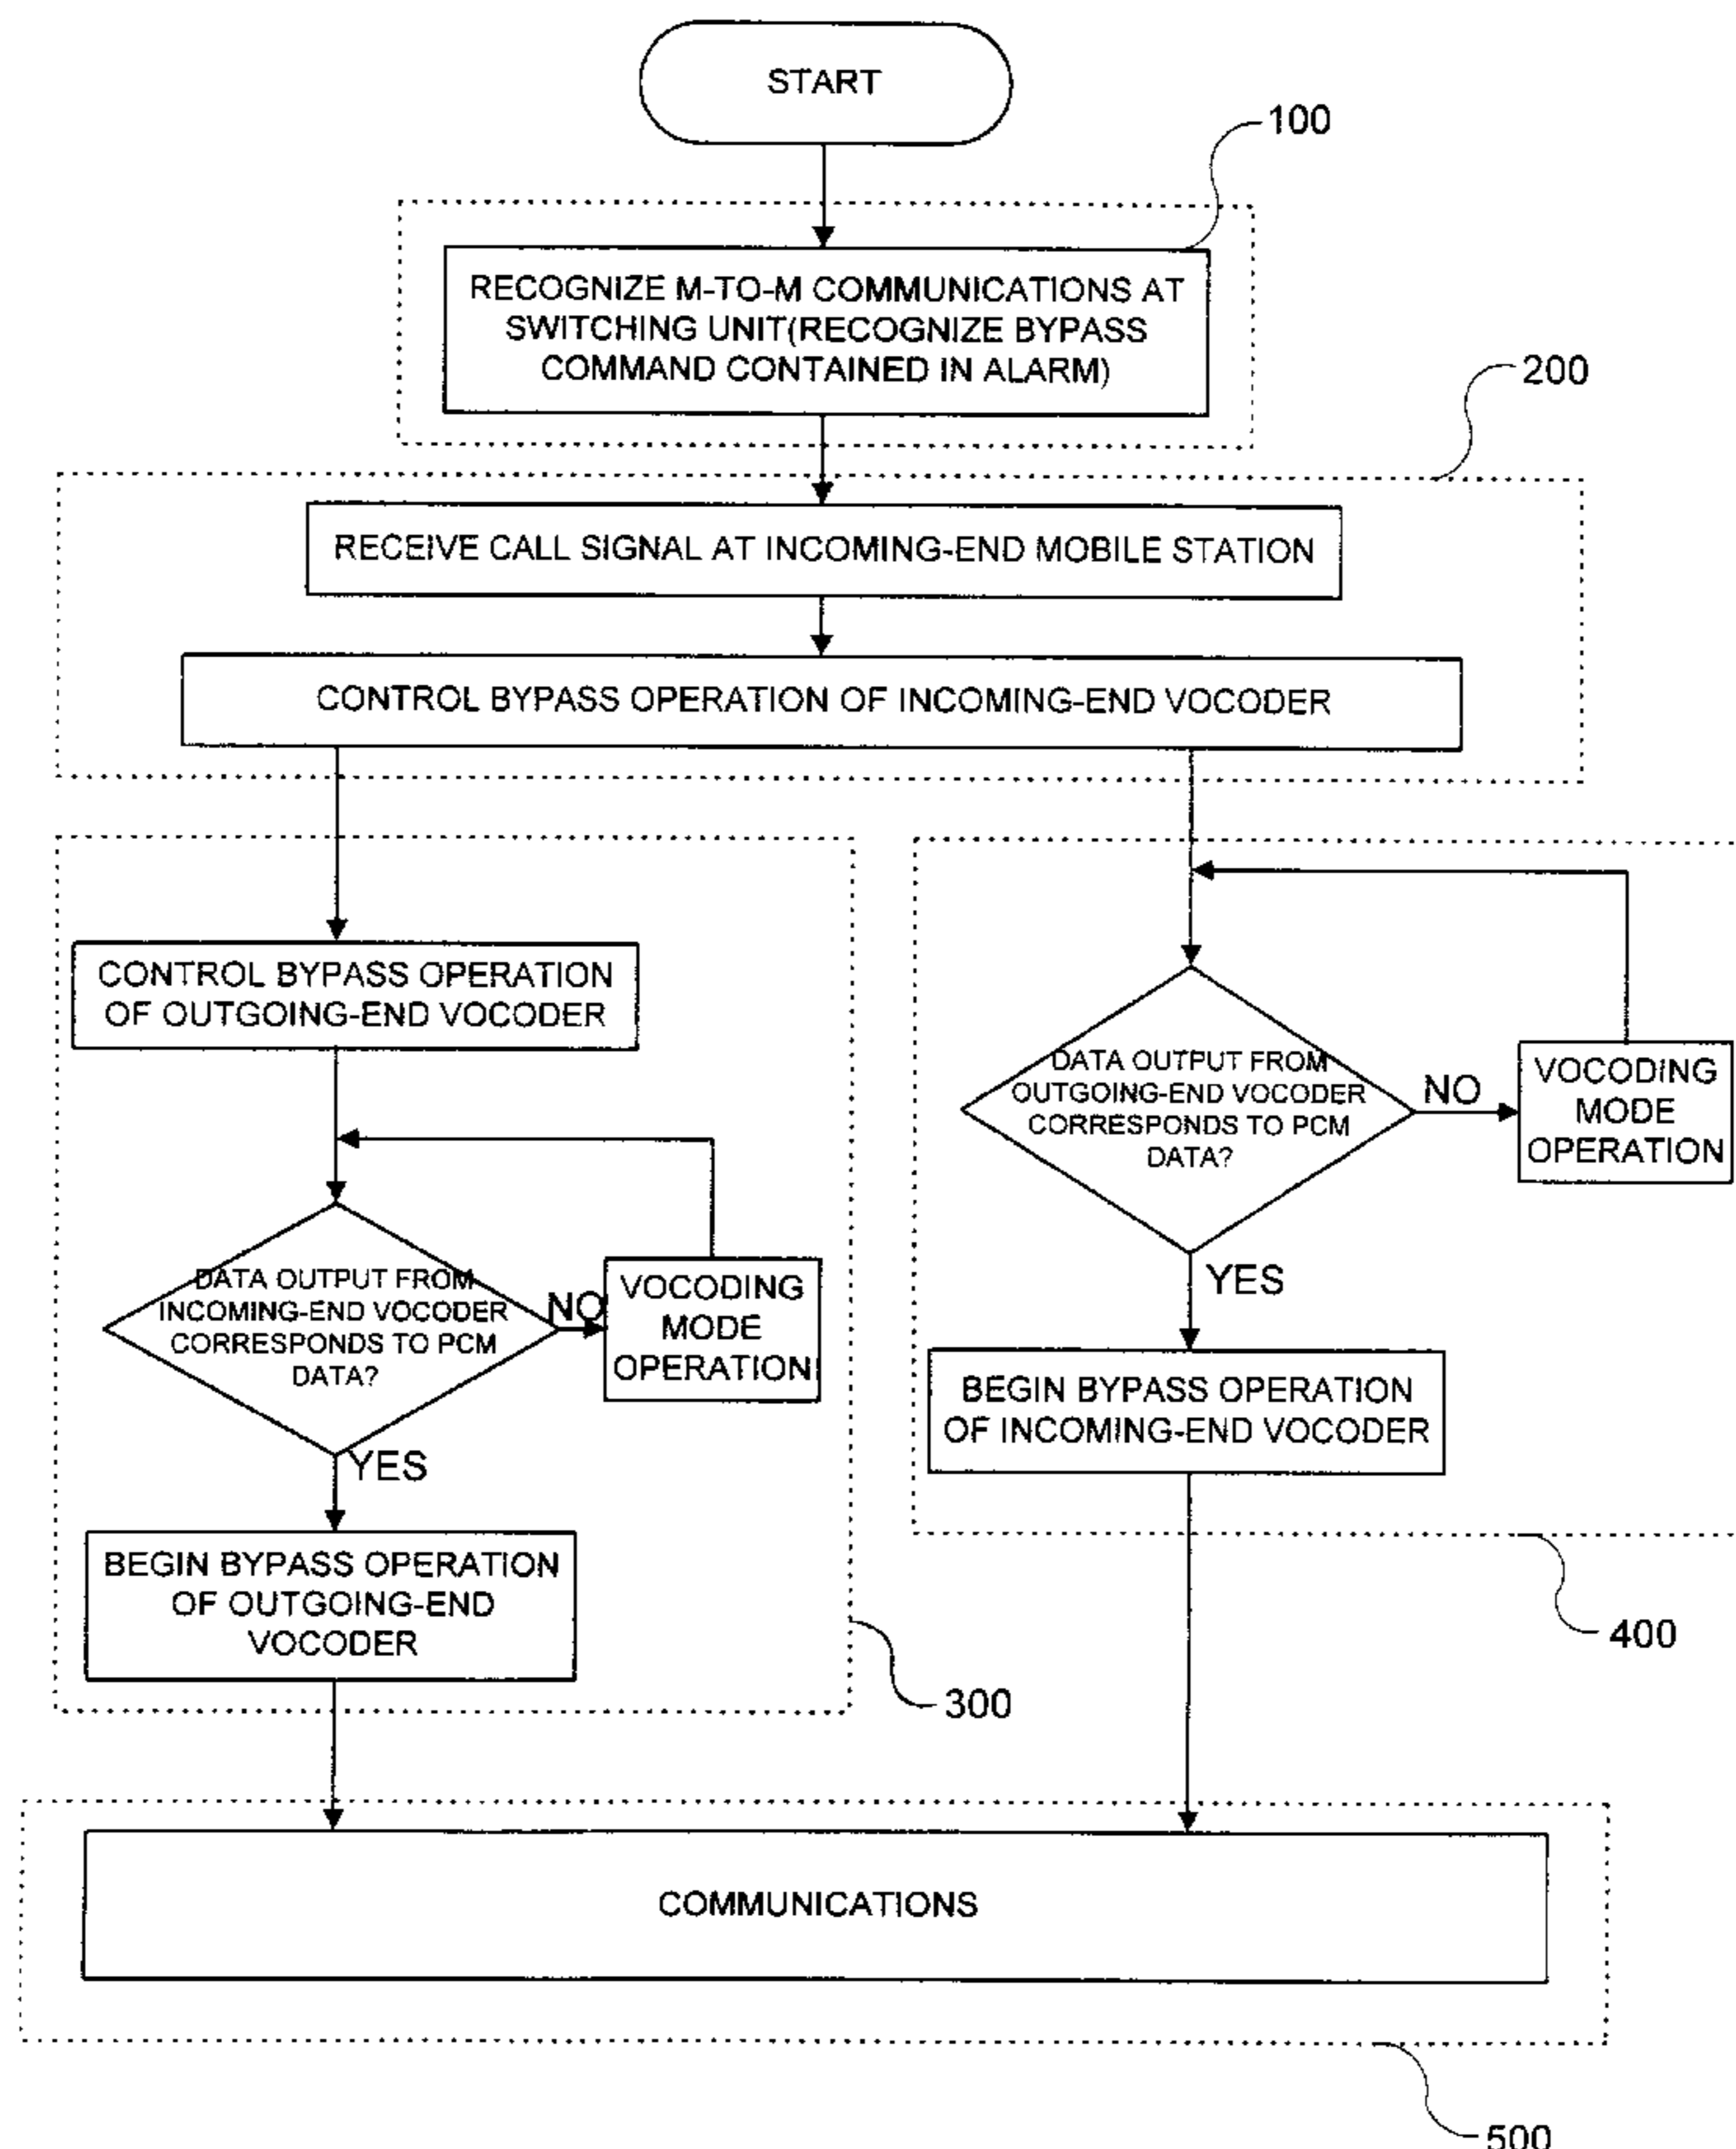 START
100
RECOGNIZE M-TO-M COMMUNICATIONS AT
SWITCHING UNIT(RECOGNIZE BYPASS
COMMAND CONTAINED IN ALARM)
200
RECEIVE CALL SIGNAL AT INCOMING-END MOBILE STATION
CONTROL BYPASS OPERATION OF INCOMING-END VOCODER
CONTROL BYPASS OPERATION
OF OUTGOING-END VOCODER
DATA OUTPUT FROM
INCOMING-END VOCODER
CORRESPONDS TO PCM
DATA?
NO
VOCODING
MODE
OPERATION
YES
BEGIN BYPASS OPERATION
OF OUTGOING-END
VOCODER
300
DATA OUTPUT FROM
OUTGOING-END VOCODER
CORRESPONDS TO PCM
DATA?
NO
VOCODING
MODE
OPERATION
YES
BEGIN BYPASS OPERATION
OF INCOMING-END VOCODER
400
COMMUNICATIONS
500